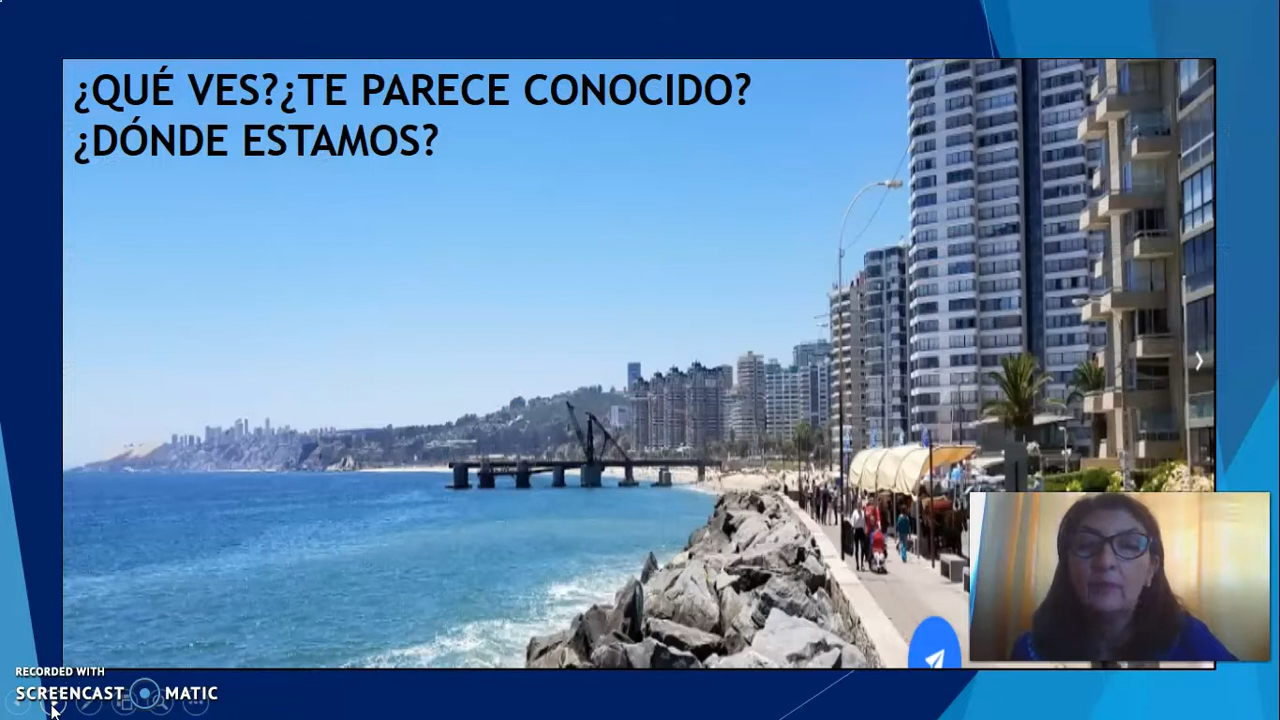 ¿QUÉ VES?¿TE PARECE CONOCIDO?
¿DÓNDE ESTAMOS?
RECORDED WITH
SCREENCAST MATIC